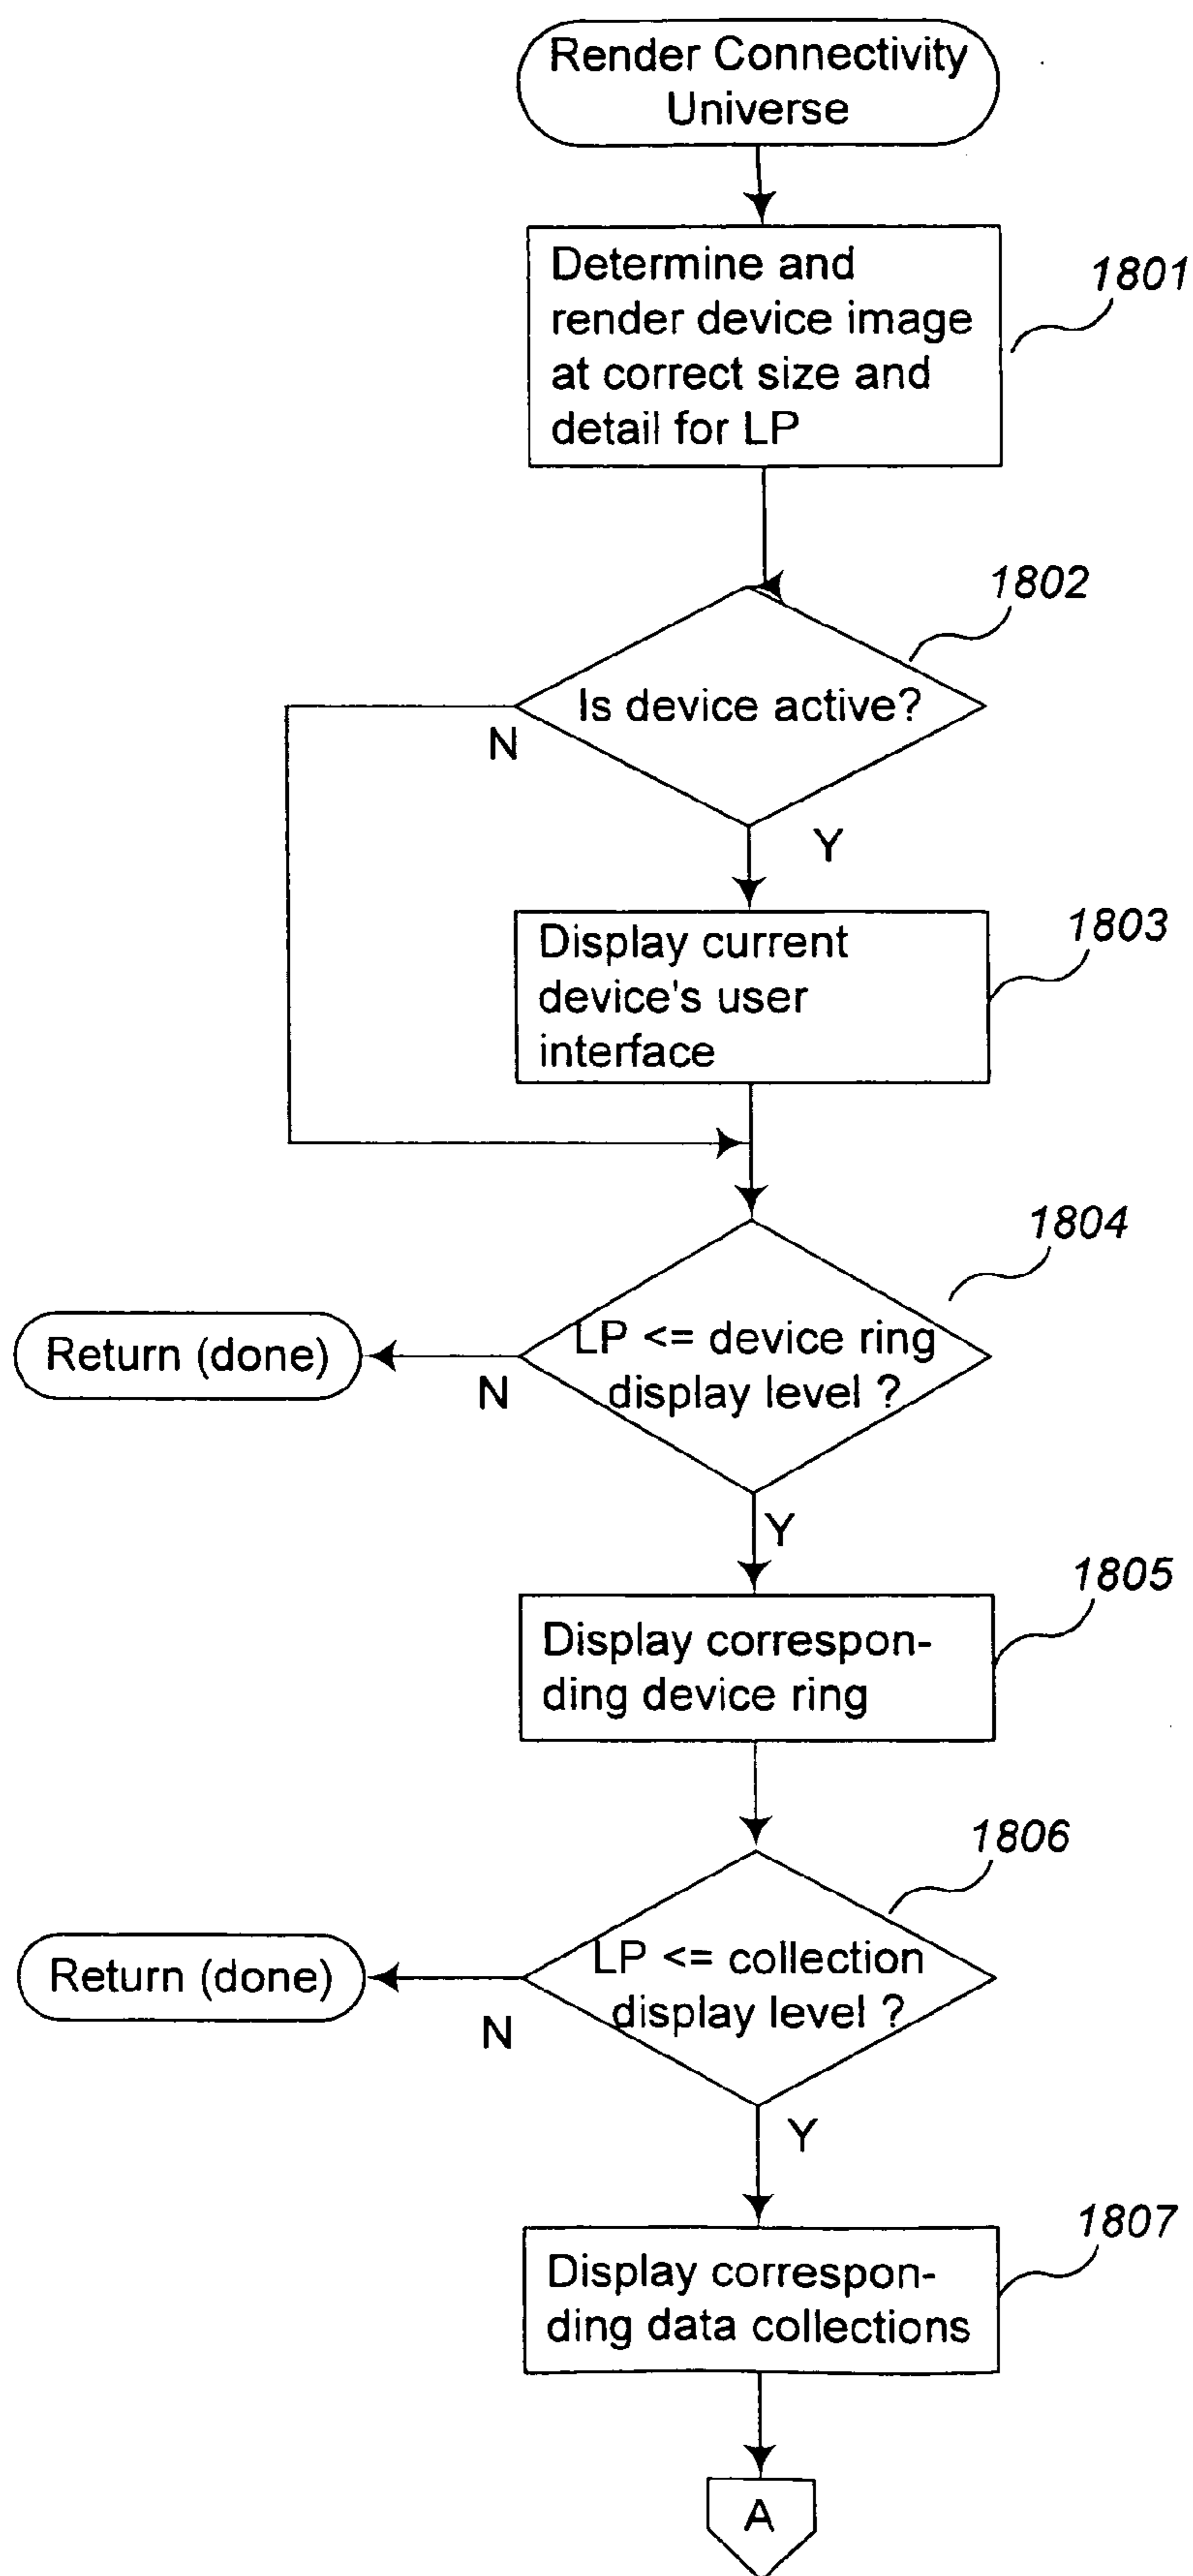 Render Connectivity
Universe
Determine and
render device image
at correct size and
detail for LP
1801
1802
Is device active?
N
Y
Display current
device's user
interface
1803
1804
LP <= device ring
display level ?
Return (done)
N
Y
1805
Display correspon-
ding device ring
1806
LP <= collection
display level ?
Return (done)
N
Y
1807
Display correspon-
ding data collections
A